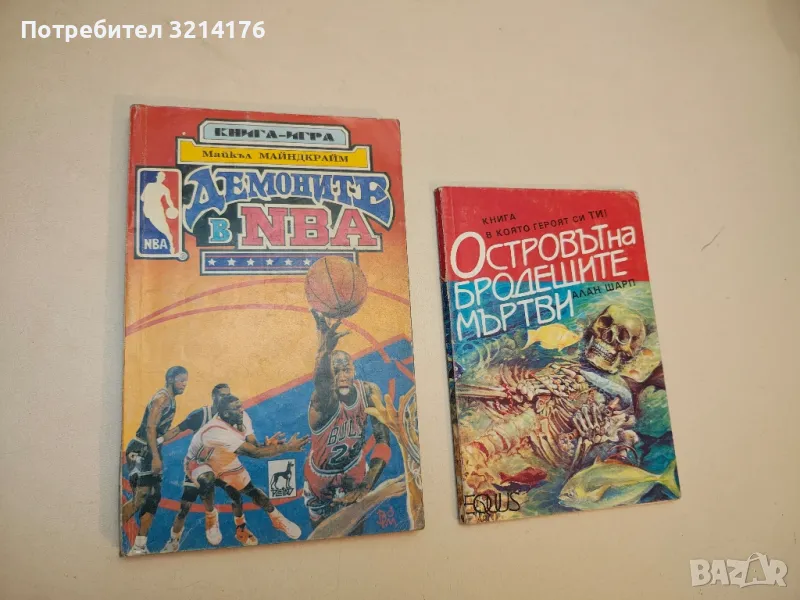 Потребител 3214176
КНИГА-ИГРА
Майкъл МАЙНДКРАЙМ
ДЕМОНИТЕ
В NBA
NBA
BULLS
КНИГА
В КОЯТО ГЕРОЯТ СИ ТИ!
ОСТРОВЪТ НА
БРОДЕЩИТЕ
МЪРТВИ
АЛАН ШАРП
EQUUS
BAZAR